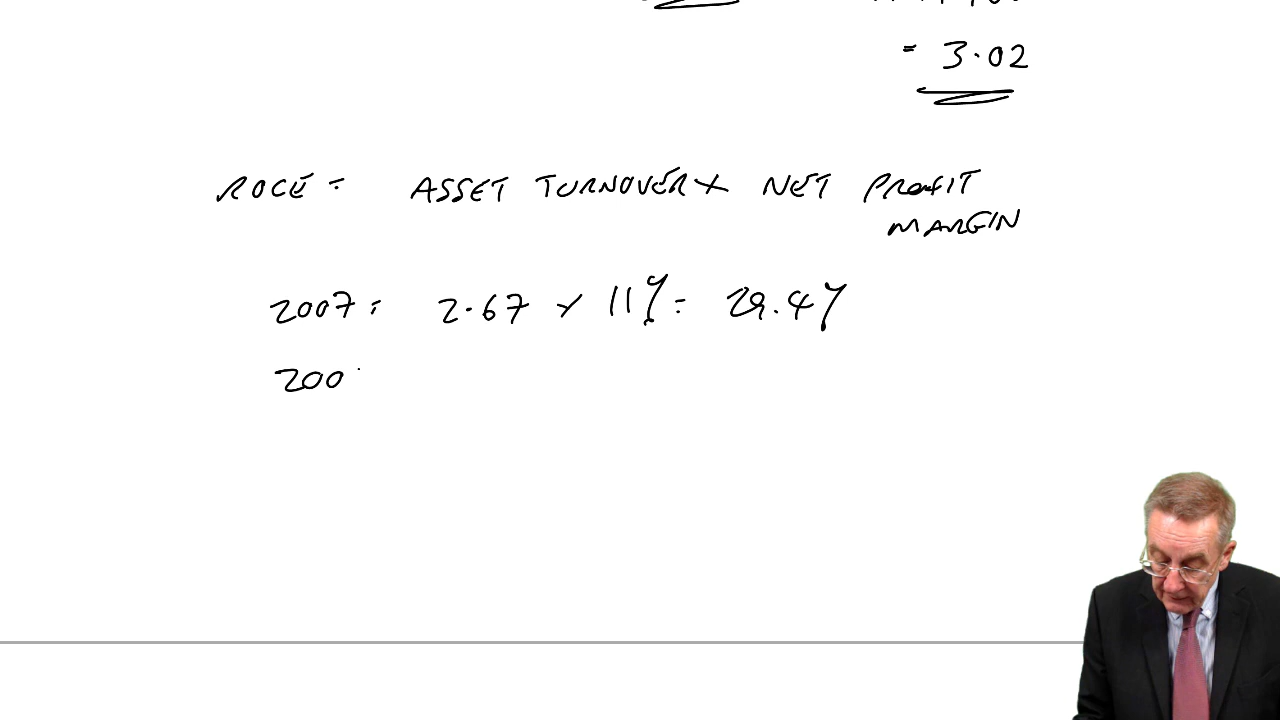 = 3.02
ROCE = ASSET TURNOVER X NET PROFIT
MARGIN
2007: 2.67 x 11% = 29.4%
200